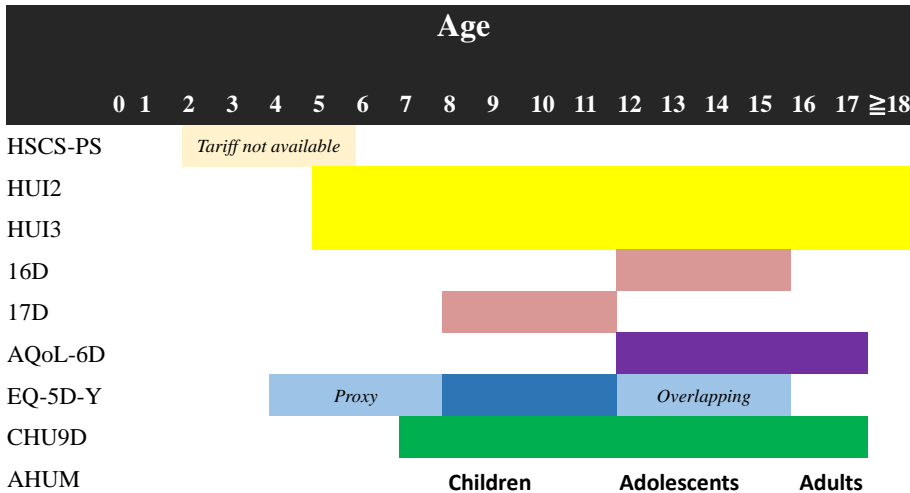 Age
0 1 2 3 4 5 6 7 8 9 10 11 12 13 14 15 16 17 ≧18
HSCS-PS Tariff not available
HUI2
HUI3
16D
17D
AQoL-6D
EQ-5D-Y Proxy Overlapping
CHU9D
AHUM Children Adolescents Adults